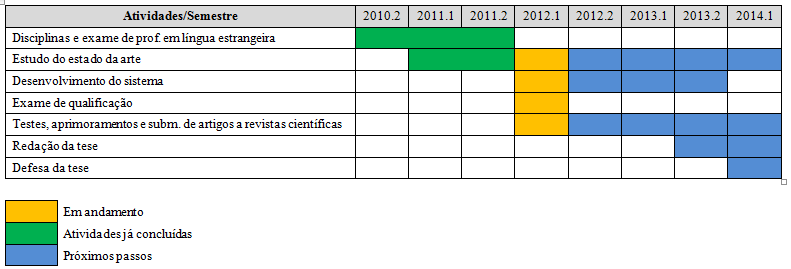 Atividades/Semestre 2010.2 2011.1 2011.2 2012.1 2012.2 2013.1 2013.2 2014.1
Disciplinas e exame de prof. em língua estrangeira
Estudo do estado da arte
Desenvolvimento do sistema
Exame de qualificação
Testes, aprimoramentos e subm. de artigos a revistas científicas
Redação da tese
Defesa da tese
Em andamento
Atividades já concluídas
Próximos passos